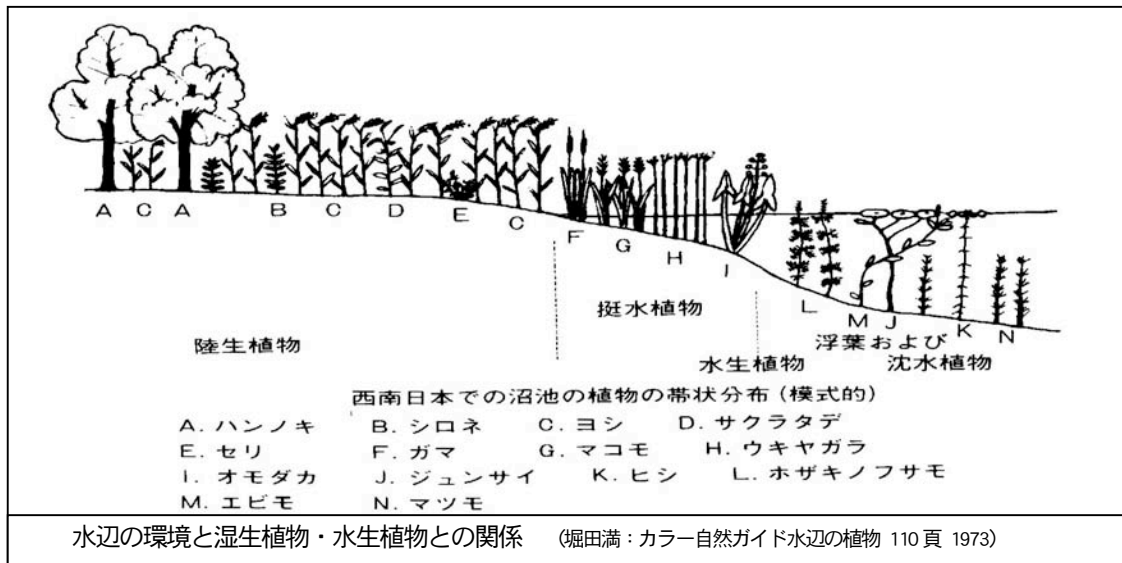 A C A B C D E C F G H I L M J K N
挺水植物
陸生植物
浮葉および
水生植物 沈水植物
西南日本での沼池の植物の帯状分布(模式的)
A. ハンノキ B. シロネ C. ヨシ D. サクラタデ
E. セリ F. ガマ G. マコモ H. ウキヤガラ
I. オモダカ J. ジュンサイ K. ヒシ L. ホザキノフサモ
M. エビモ N. マツモ
水辺の環境と湿生植物・水生植物との関係 (堀田満:カラー自然ガイド水辺の植物 110 頁 1973)